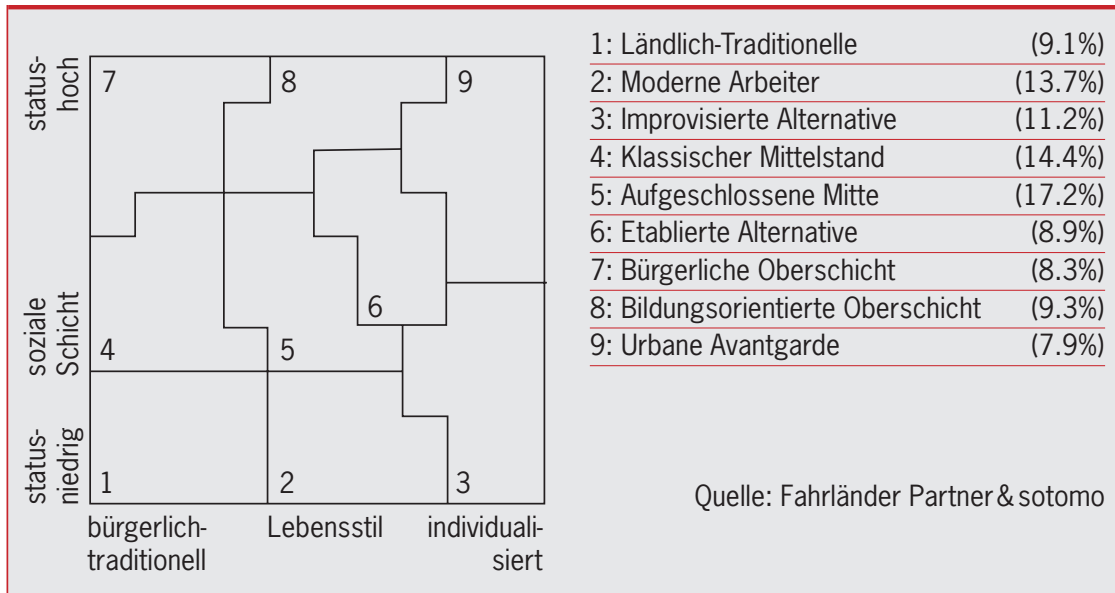 status-
hoch
soziale
Schicht
status-
niedrig
7
8
9
6
4
5
1
2
3
bürgerlich-
traditionell
Lebensstil
individuali-
siert
1: Ländlich-Traditionelle (9.1%)
2: Moderne Arbeiter (13.7%)
3: Improvisierte Alternative (11.2%)
4: Klassischer Mittelstand (14.4%)
5: Aufgeschlossene Mitte (17.2%)
6: Etablierte Alternative (8.9%)
7: Bürgerliche Oberschicht (8.3%)
8: Bildungsorientierte Oberschicht (9.3%)
9: Urbane Avantgarde (7.9%)
Quelle: Fahrländer Partner & sotomo